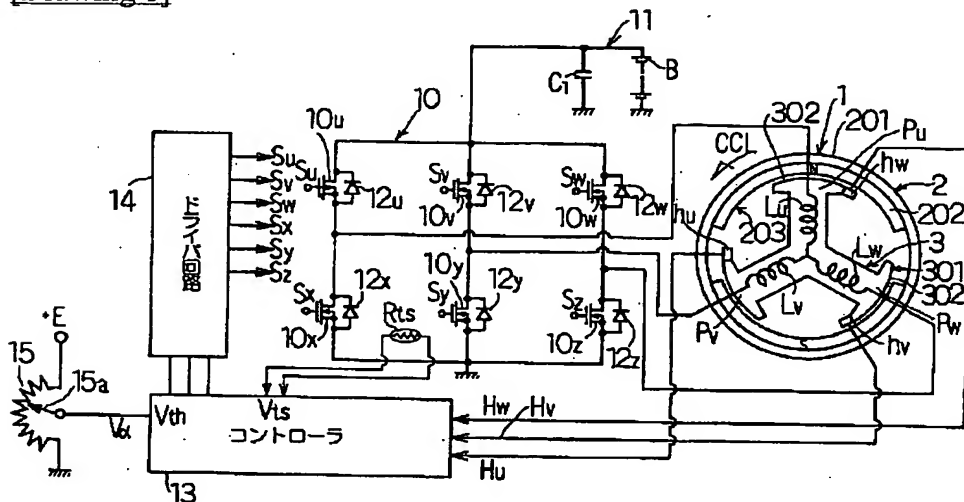 11
C1
B
10
10u
Su
12u
Sv
10v
12v
Sw
10w
12w
14
ドライバ回路
Su
Sv
Sw
Sx
Sy
Sz
Sx
10x
12x
Sy
10y
12y
Sz
10z
12z
Rts
302
1
201
CCL
N
Pu
hw
2
Lu
202
hu
203
Lw
3
301
302
Lv
Pv
Pw
hv
S
+E
15
15a
Vα
Vth
Vts
コントローラ
13
Hw
Hv
Hu